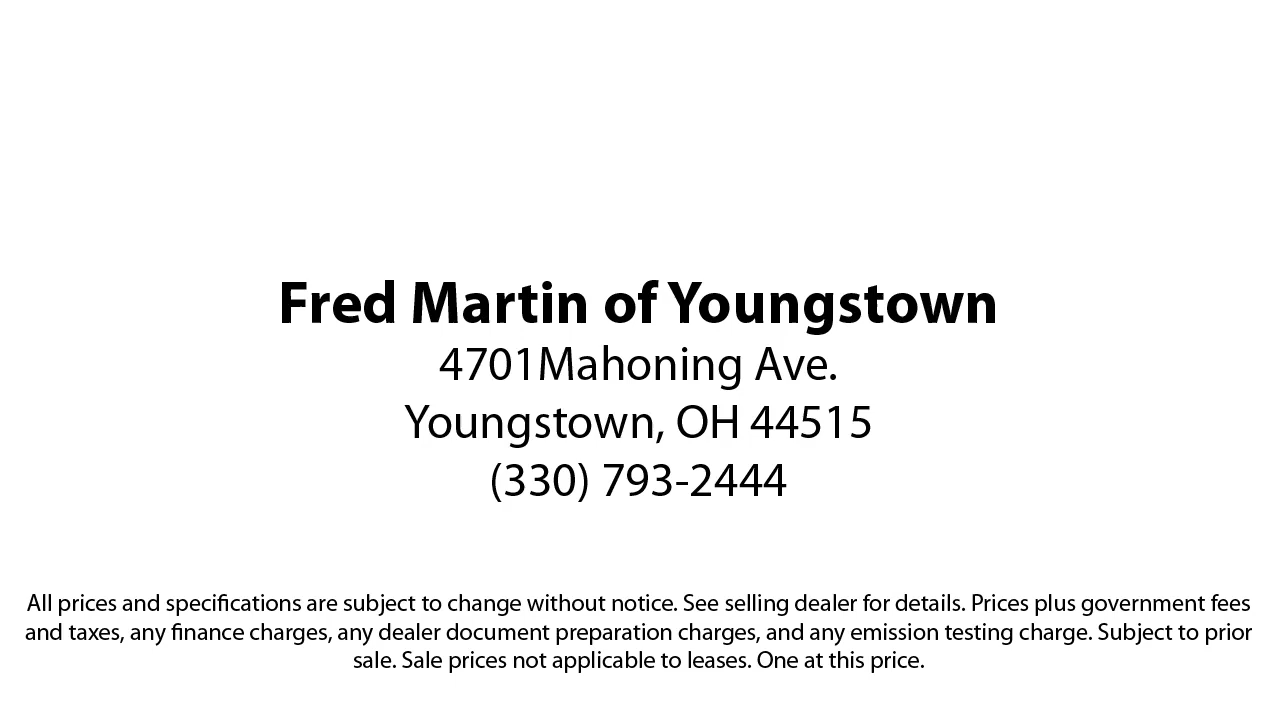 Fred Martin of Youngstown
4701Mahoning Ave.
Youngstown, OH 44515
(330) 793-2444
All prices and specifications are subject to change without notice. See selling dealer for details. Prices plus government fees
and taxes, any finance charges, any dealer document preparation charges, and any emission testing charge. Subject to prior
sale. Sale prices not applicable to leases. One at this price.